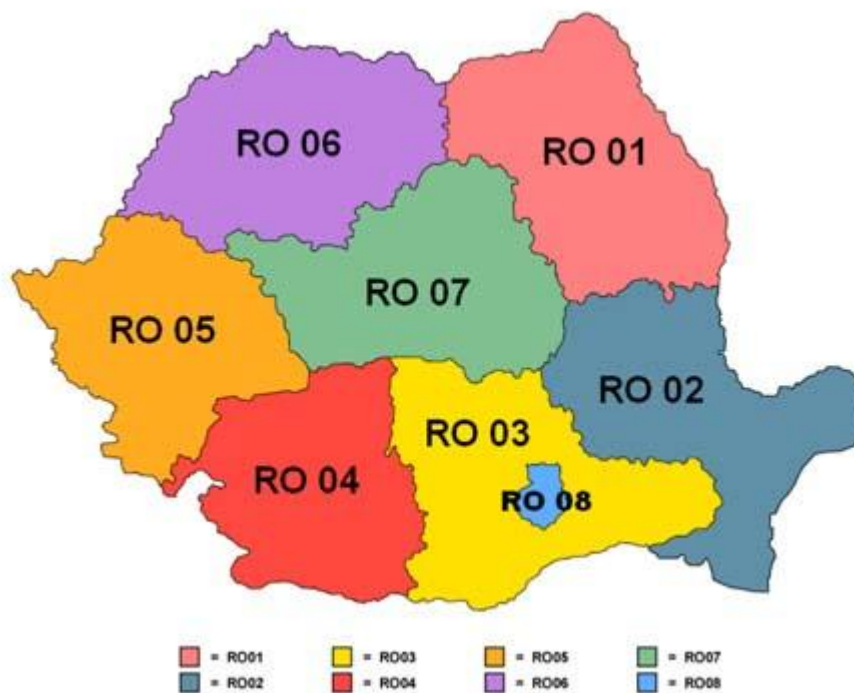 RO 06
RO 01
RO 07
RO 05
RO 02
RO 03
RO 04
RO 08
= RO01
= RO03
= RO05
= RO07
= RO02
= RO04
= RO06
= RO08